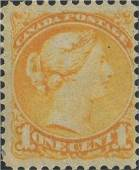 CANADA POSTAGE
1 ONE CENT 1